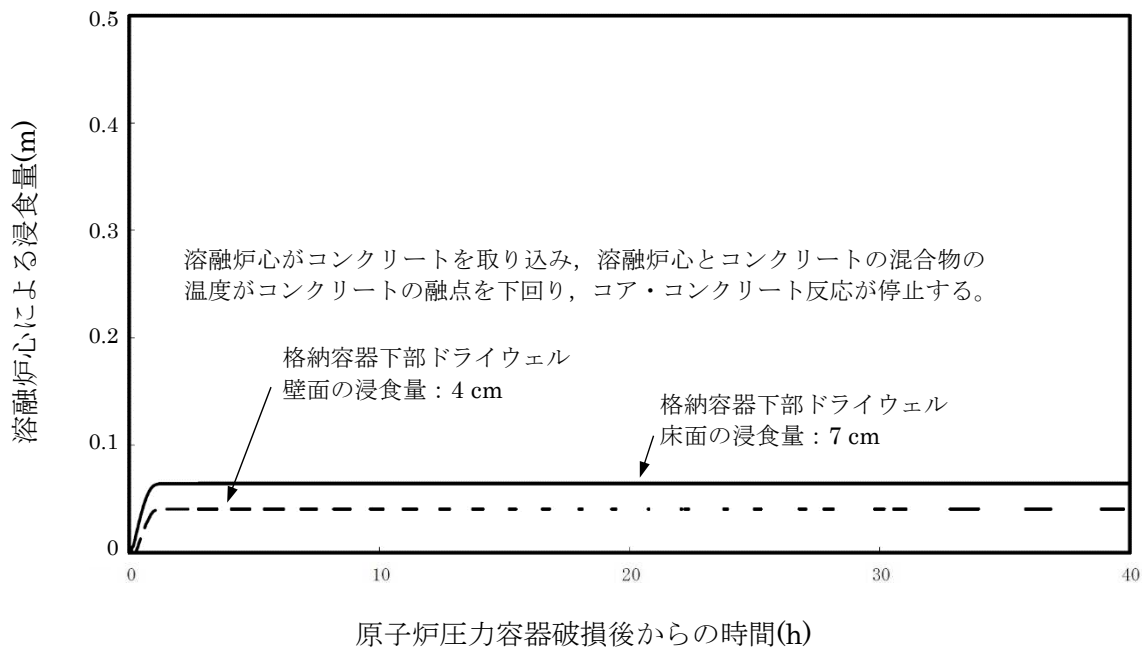 0.5
0.4
0.3
0.2
0.1
0
溶融炉心による浸食量(m)
溶融炉心がコンクリートを取り込み，溶融炉心とコンクリートの混合物の
温度がコンクリートの融点を下回り，コア・コンクリート反応が停止する。
格納容器下部ドライウェル
壁面の浸食量：4 cm
格納容器下部ドライウェル
床面の浸食量：7 cm
0 10 20 30 40
原子炉圧力容器破損後からの時間(h)